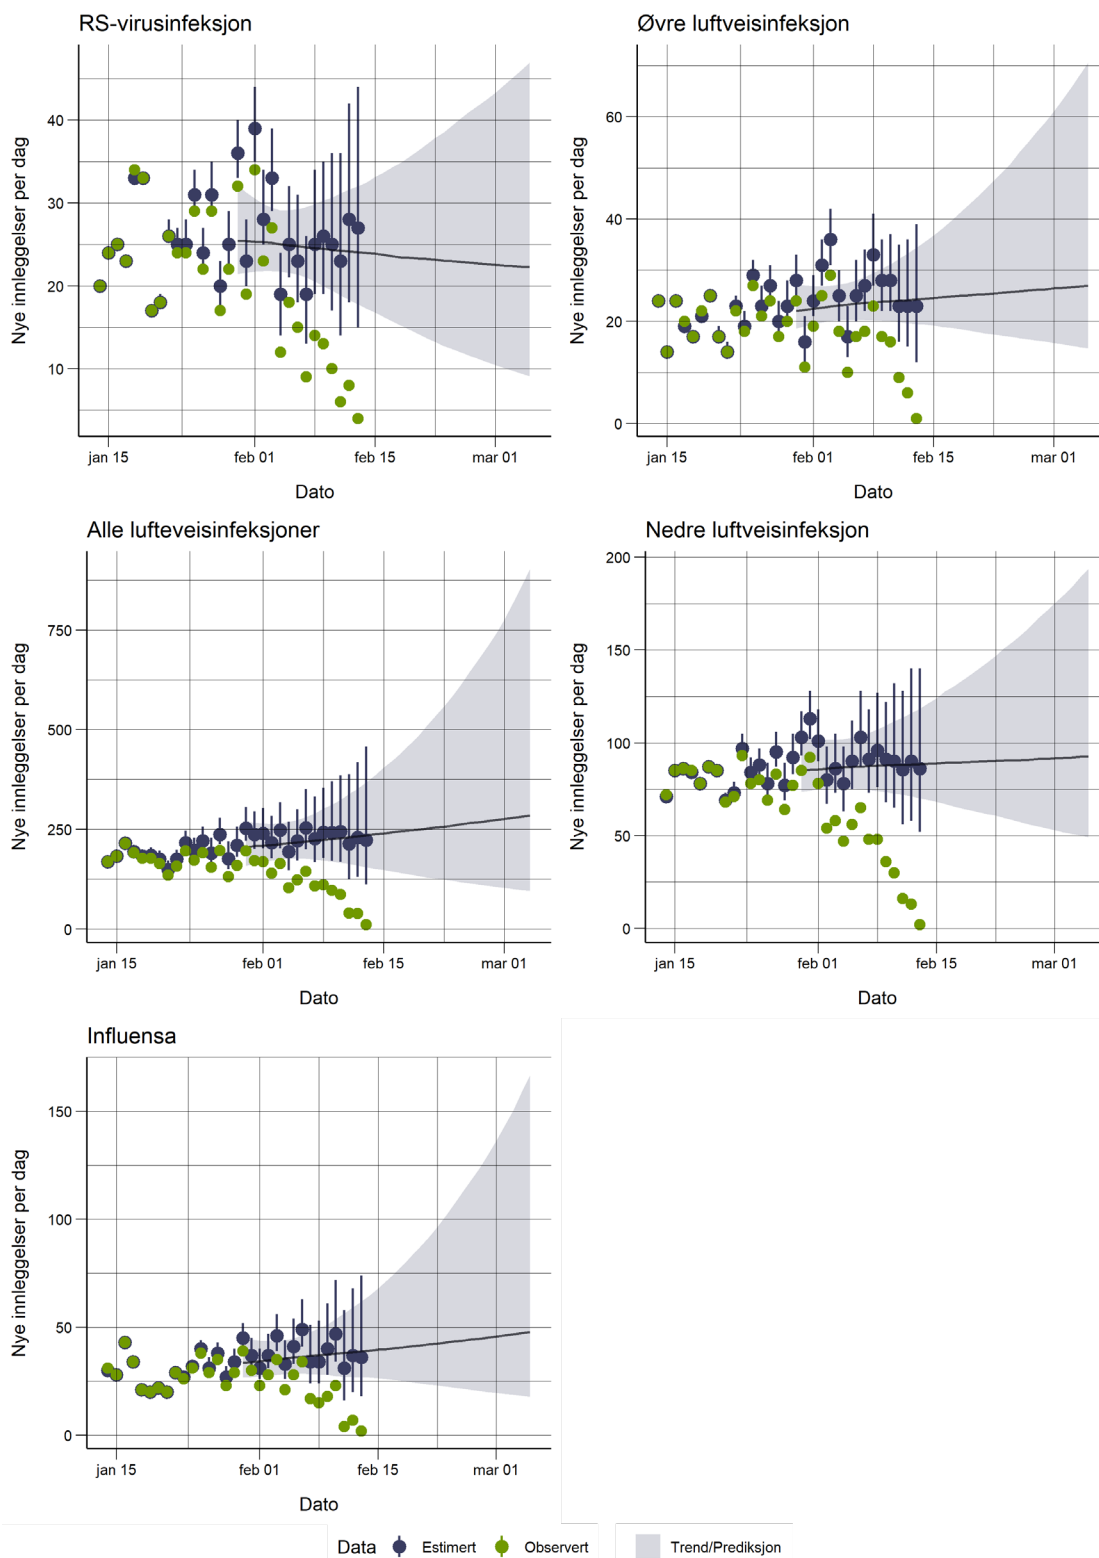 RS-virusinfeksjon
Nye innleggelser per dag
40
30
20
10
jan 15
feb 01
feb 15
mar 01
Dato
Øvre luftveisinfeksjon
Nye innleggelser per dag
60
40
20
0
jan 15
feb 01
feb 15
mar 01
Dato
Alle lufteveisinfeksjoner
Nye innleggelser per dag
750
500
250
0
jan 15
feb 01
feb 15
mar 01
Dato
Nedre luftveisinfeksjon
Nye innleggelser per dag
200
150
100
50
0
jan 15
feb 01
feb 15
mar 01
Dato
Influensa
Nye innleggelser per dag
150
100
50
0
jan 15
feb 01
feb 15
mar 01
Dato
Data Estimert Observert Trend/Prediksjon